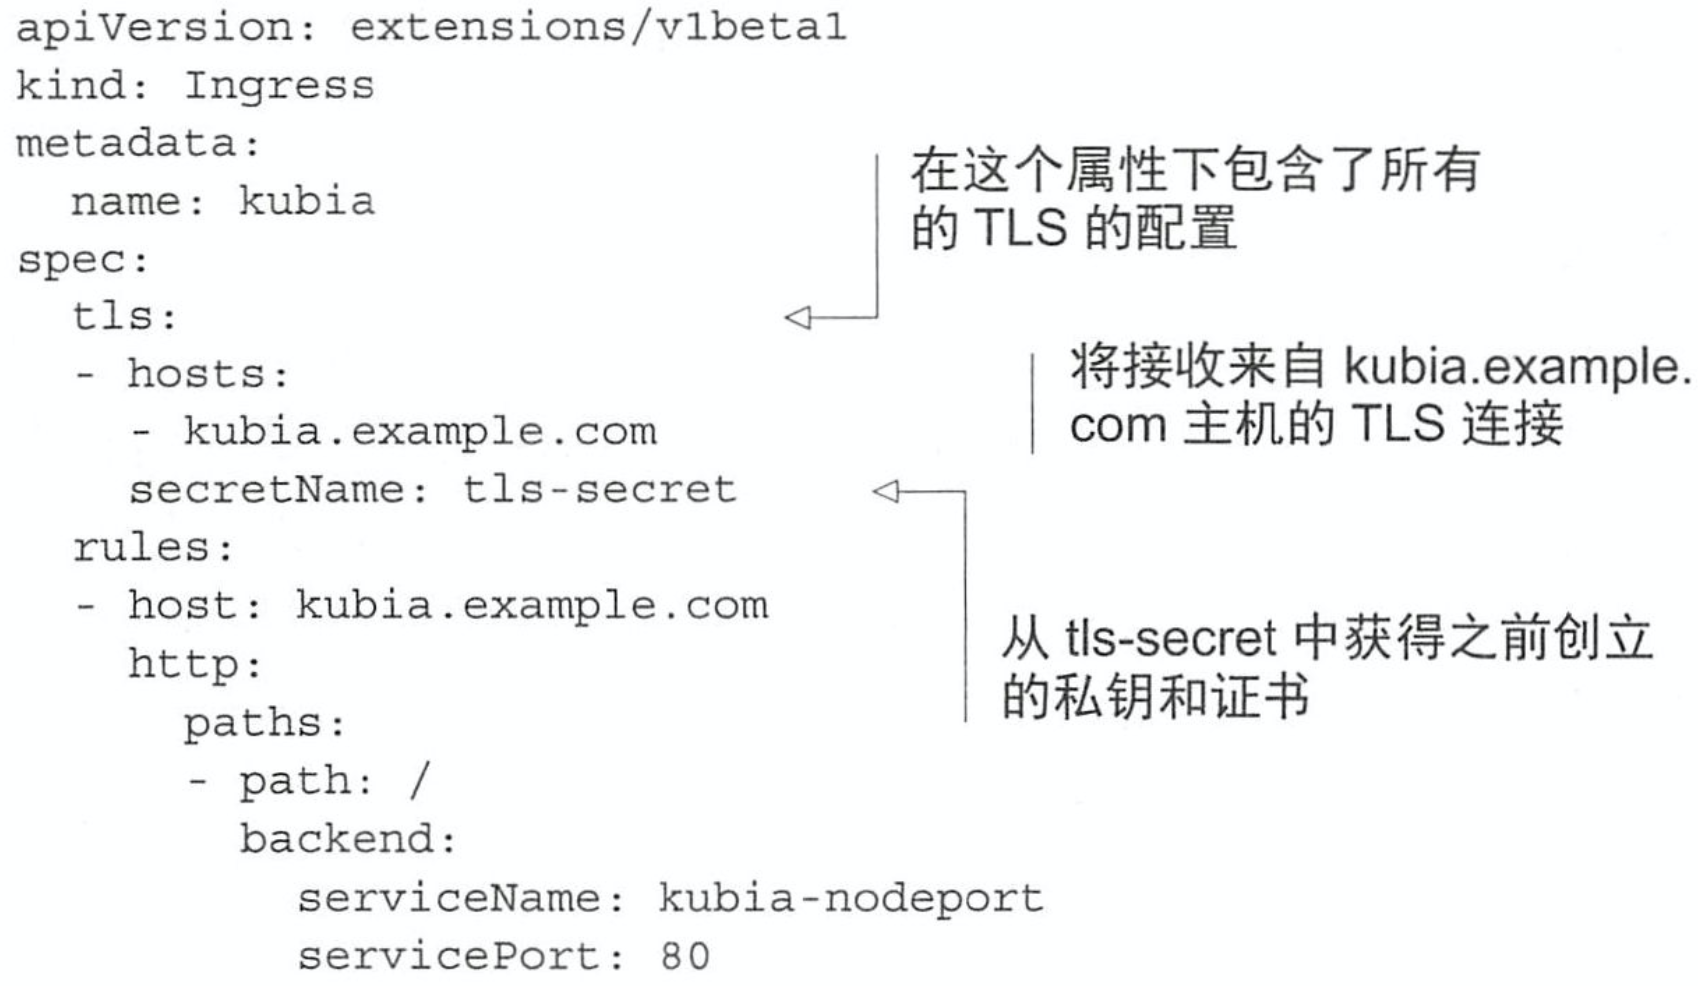 apiVersion: extensions/v1beta1
kind: Ingress
metadata:
  name: kubia
spec:
  tls:
  - hosts:
    - kubia.example.com
    secretName: tls-secret
  rules:
  - host: kubia.example.com
    http:
      paths:
      - path: /
        backend:
          serviceName: kubia-nodeport
          servicePort: 80
在这个属性下包含了所有
的 TLS 的配置
将接收来自 kubia.example.
com 主机的 TLS 连接
从 tls-secret 中获得之前创立
的私钥和证书